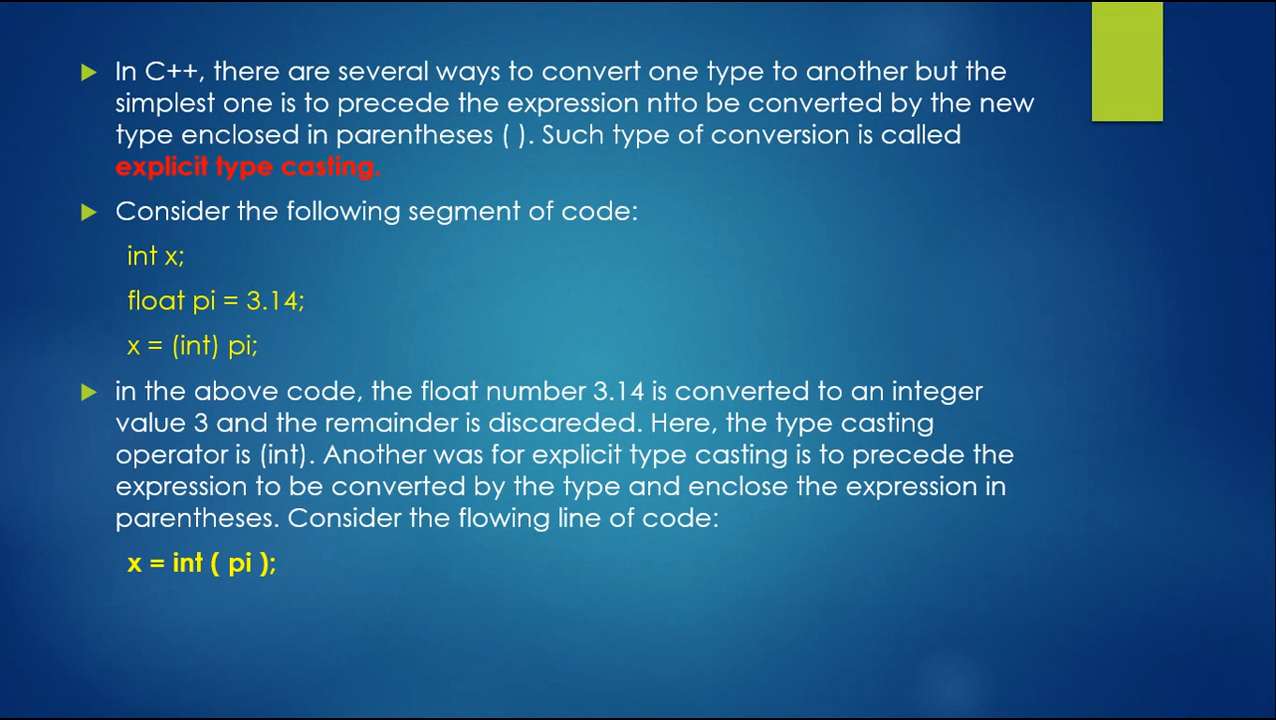 In C++, there are several ways to convert one type to another but the
simplest one is to precede the expression ntto be converted by the new
type enclosed in parentheses ( ). Such type of conversion is called
explicit type casting.
Consider the following segment of code:
int x;
float pi = 3.14;
x = (int) pi;
in the above code, the float number 3.14 is converted to an integer
value 3 and the remainder is discareded. Here, the type casting
operator is (int). Another was for explicit type casting is to precede the
expression to be converted by the type and enclose the expression in
parentheses. Consider the flowing line of code:
x = int ( pi );